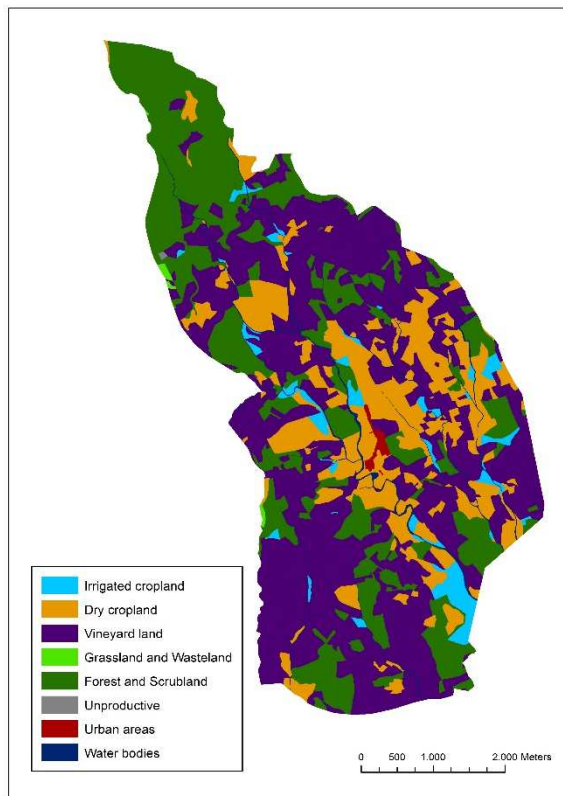 Irrigated cropland
Dry cropland
Vineyard land
Grassland and Wasteland
Forest and Scrubland
Unproductive
Urban areas
Water bodies
0 500 1.000 2.000 Meters